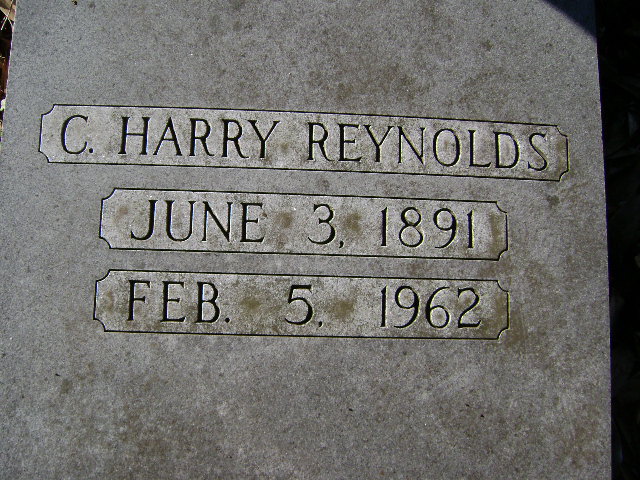 C. HARRY REYNOLDS
JUNE 3, 1891
FEB. 5, 1962